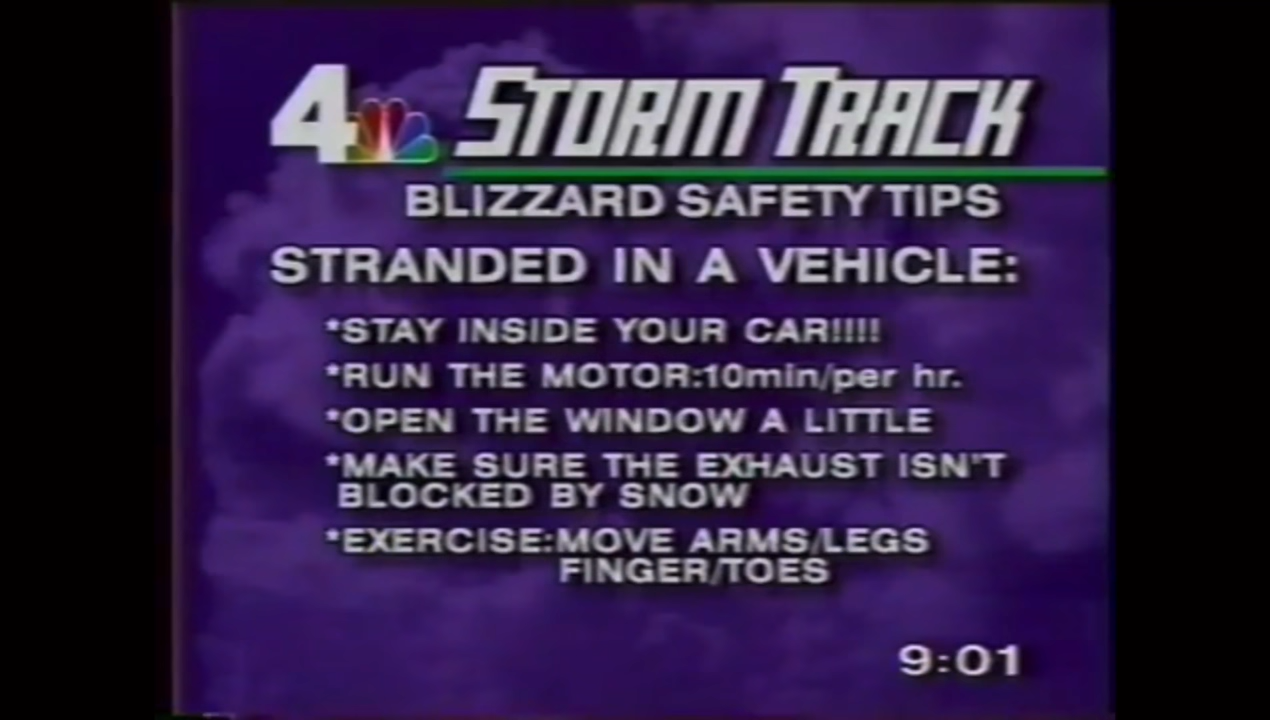 4 STORM TRACK
BLIZZARD SAFETY TIPS
STRANDED IN A VEHICLE:
*STAY INSIDE YOUR CAR!!!!
*RUN THE MOTOR:10min/per hr.
*OPEN THE WINDOW A LITTLE
*MAKE SURE THE EXHAUST ISN'T
BLOCKED BY SNOW
*EXERCISE:MOVE ARMS/LEGS
FINGER/TOES
9:01